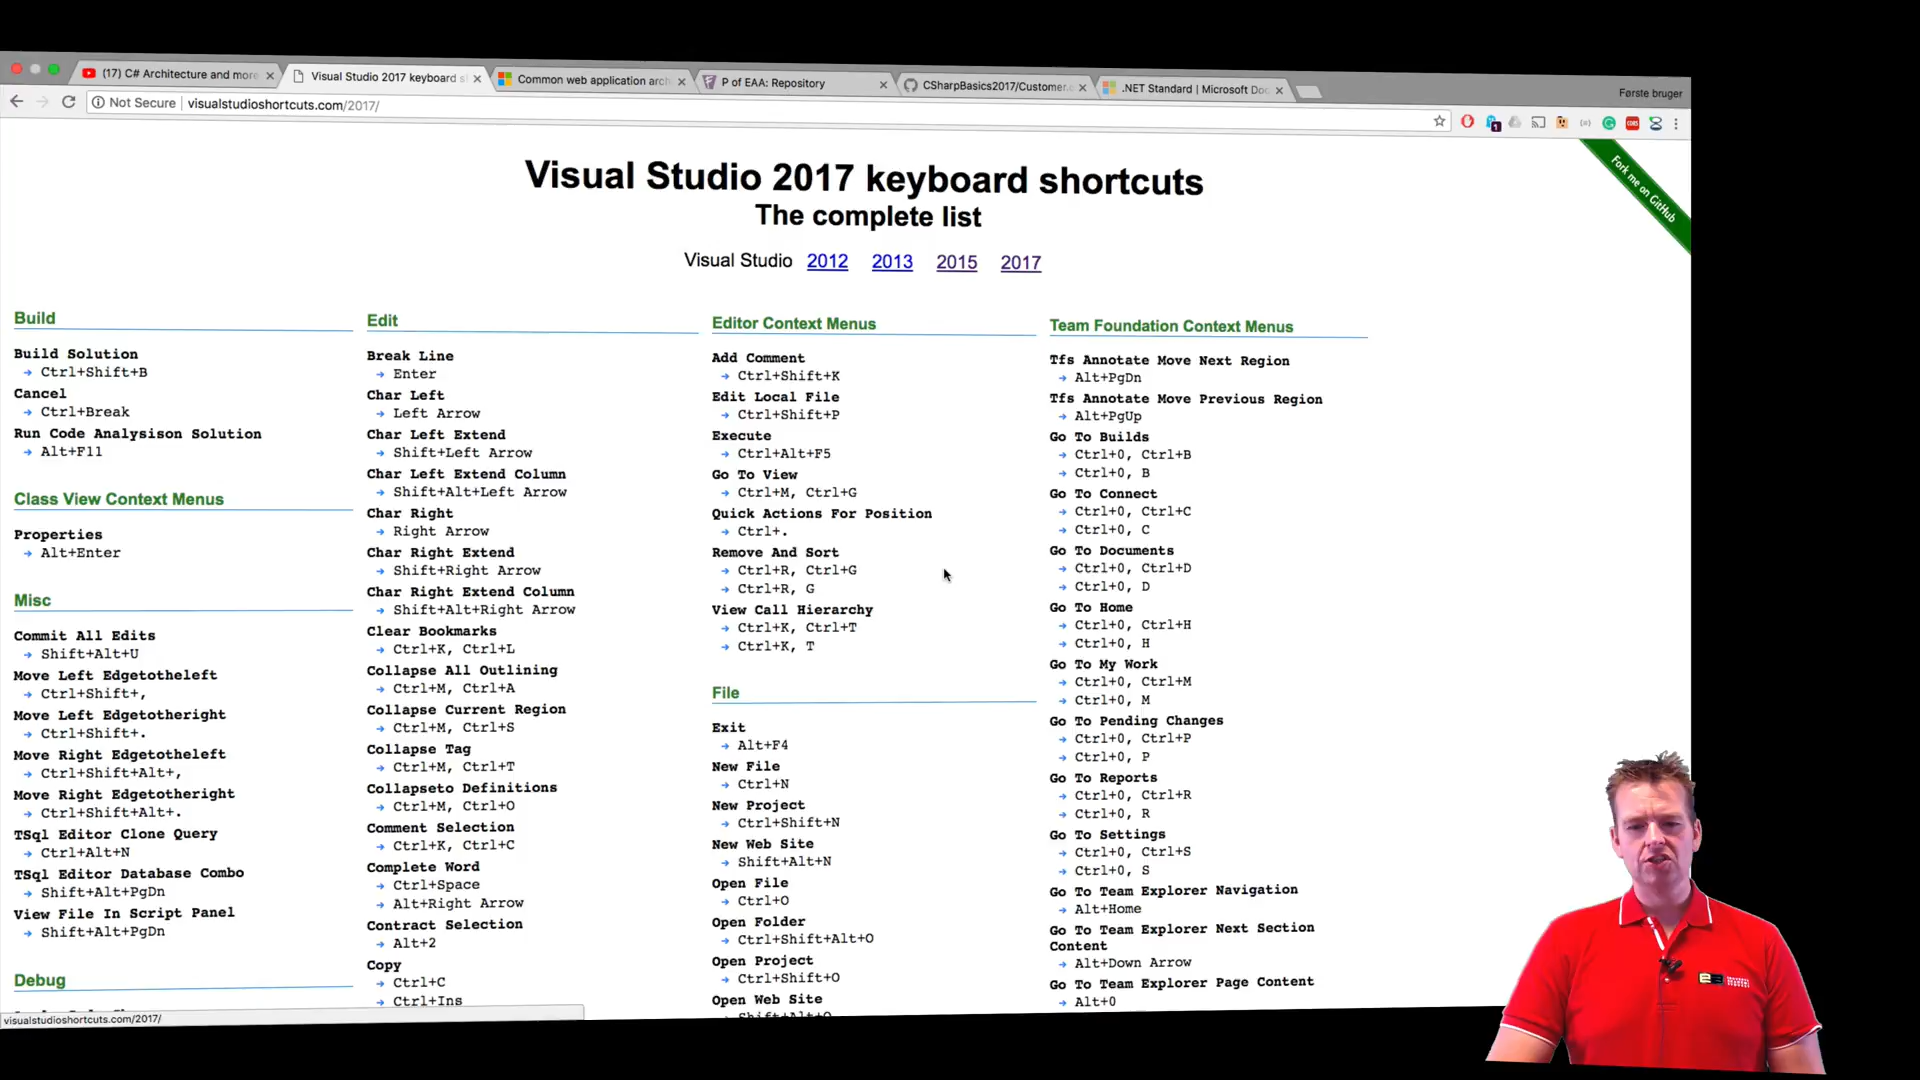 (17) C# Architecture and more
Visual Studio 2017 keyboard s
Common web application arch
P of EAA: Repository
CSharpBasics2017/Customer.c
.NET Standard | Microsoft Doc
Første bruger
Not Secure
visualstudioshortcuts.com/2017/
Fork me on GitHub
Visual Studio 2017 keyboard shortcuts
The complete list
Visual Studio 2012 2013 2015 2017
Build
Build Solution
→ Ctrl+Shift+B
Cancel
→ Ctrl+Break
Run Code Analysison Solution
→ Alt+F11
Class View Context Menus
Properties
→ Alt+Enter
Misc
Commit All Edits
→ Shift+Alt+U
Move Left Edgetotheleft
→ Ctrl+Shift+,
Move Left Edgetotheright
→ Ctrl+Shift+.
Move Right Edgetotheleft
→ Ctrl+Shift+Alt+,
Move Right Edgetotheright
→ Ctrl+Shift+Alt+.
TSql Editor Clone Query
→ Ctrl+Alt+N
TSql Editor Database Combo
→ Shift+Alt+PgDn
View File In Script Panel
→ Shift+Alt+PgDn
Debug
Edit
Break Line
→ Enter
Char Left
→ Left Arrow
Char Left Extend
→ Shift+Left Arrow
Char Left Extend Column
→ Shift+Alt+Left Arrow
Char Right
→ Right Arrow
Char Right Extend
→ Shift+Right Arrow
Char Right Extend Column
→ Shift+Alt+Right Arrow
Clear Bookmarks
→ Ctrl+K, Ctrl+L
Collapse All Outlining
→ Ctrl+M, Ctrl+A
Collapse Current Region
→ Ctrl+M, Ctrl+S
Collapse Tag
→ Ctrl+M, Ctrl+T
Collapseto Definitions
→ Ctrl+M, Ctrl+O
Comment Selection
→ Ctrl+K, Ctrl+C
Complete Word
→ Ctrl+Space
→ Alt+Right Arrow
Contract Selection
→ Alt+2
Copy
→ Ctrl+C
→ Ctrl+Ins
Editor Context Menus
Add Comment
→ Ctrl+Shift+K
Edit Local File
→ Ctrl+Shift+P
Execute
→ Ctrl+Alt+F5
Go To View
→ Ctrl+M, Ctrl+G
Quick Actions For Position
→ Ctrl+.
Remove And Sort
→ Ctrl+R, Ctrl+G
→ Ctrl+R, G
View Call Hierarchy
→ Ctrl+K, Ctrl+T
→ Ctrl+K, T
File
Exit
→ Alt+F4
New File
→ Ctrl+N
New Project
→ Ctrl+Shift+N
New Web Site
→ Shift+Alt+N
Open File
→ Ctrl+O
Open Folder
→ Ctrl+Shift+Alt+O
Open Project
→ Ctrl+Shift+O
Open Web Site
→ Shift+Alt+O
Team Foundation Context Menus
Tfs Annotate Move Next Region
→ Alt+PgDn
Tfs Annotate Move Previous Region
→ Alt+PgUp
Go To Builds
→ Ctrl+0, Ctrl+B
→ Ctrl+0, B
Go To Connect
→ Ctrl+0, Ctrl+C
→ Ctrl+0, C
Go To Documents
→ Ctrl+0, Ctrl+D
→ Ctrl+0, D
Go To Home
→ Ctrl+0, Ctrl+H
→ Ctrl+0, H
Go To My Work
→ Ctrl+0, Ctrl+M
→ Ctrl+0, M
Go To Pending Changes
→ Ctrl+0, Ctrl+P
→ Ctrl+0, P
Go To Reports
→ Ctrl+0, Ctrl+R
→ Ctrl+0, R
Go To Settings
→ Ctrl+0, Ctrl+S
→ Ctrl+0, S
Go To Team Explorer Navigation
→ Alt+Home
Go To Team Explorer Next Section
Content
→ Alt+Down Arrow
Go To Team Explorer Page Content
→ Alt+0
visualstudioshortcuts.com/2017/